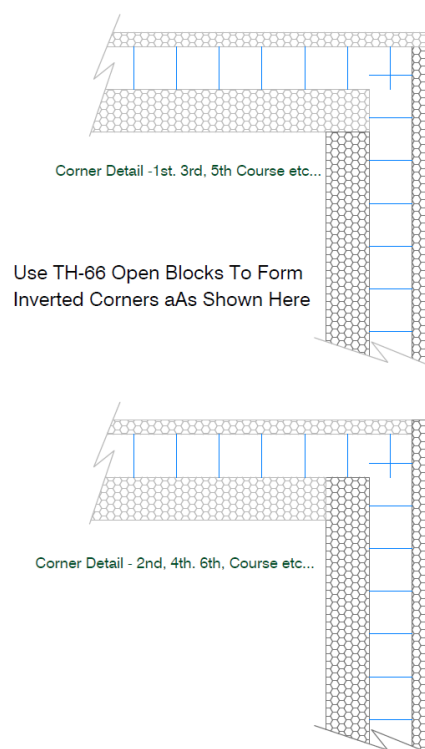 Corner Detail -1st. 3rd, 5th Course etc...
Use TH-66 Open Blocks To Form
Inverted Corners aAs Shown Here
Corner Detail - 2nd, 4th. 6th, Course etc...